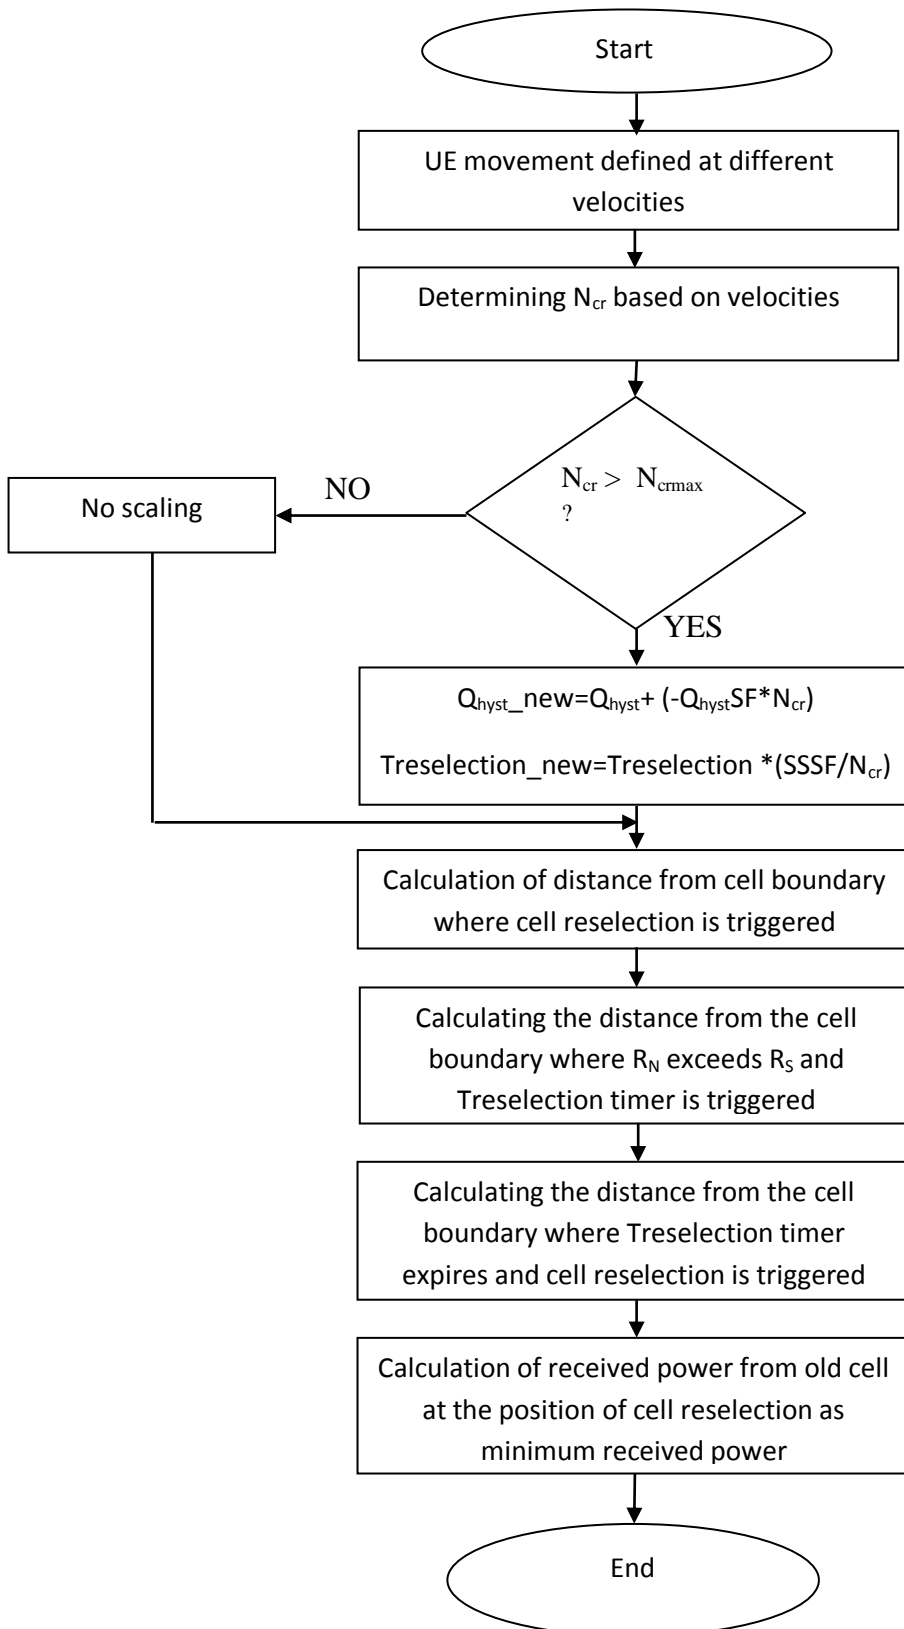 Start
UE movement defined at different
velocities
Determining Ncr based on velocities
Ncr > Ncrmax
?
NO
No scaling
YES
Qhyst_new=Qhyst+ (-QhystSF*Ncr)
Treselection_new=Treselection *(SSSF/Ncr)
Calculation of distance from cell boundary
where cell reselection is triggered
Calculating the distance from the cell
boundary where RN exceeds RS and
Treselection timer is triggered
Calculating the distance from the cell
boundary where Treselection timer
expires and cell reselection is triggered
Calculation of received power from old cell
at the position of cell reselection as
minimum received power
End